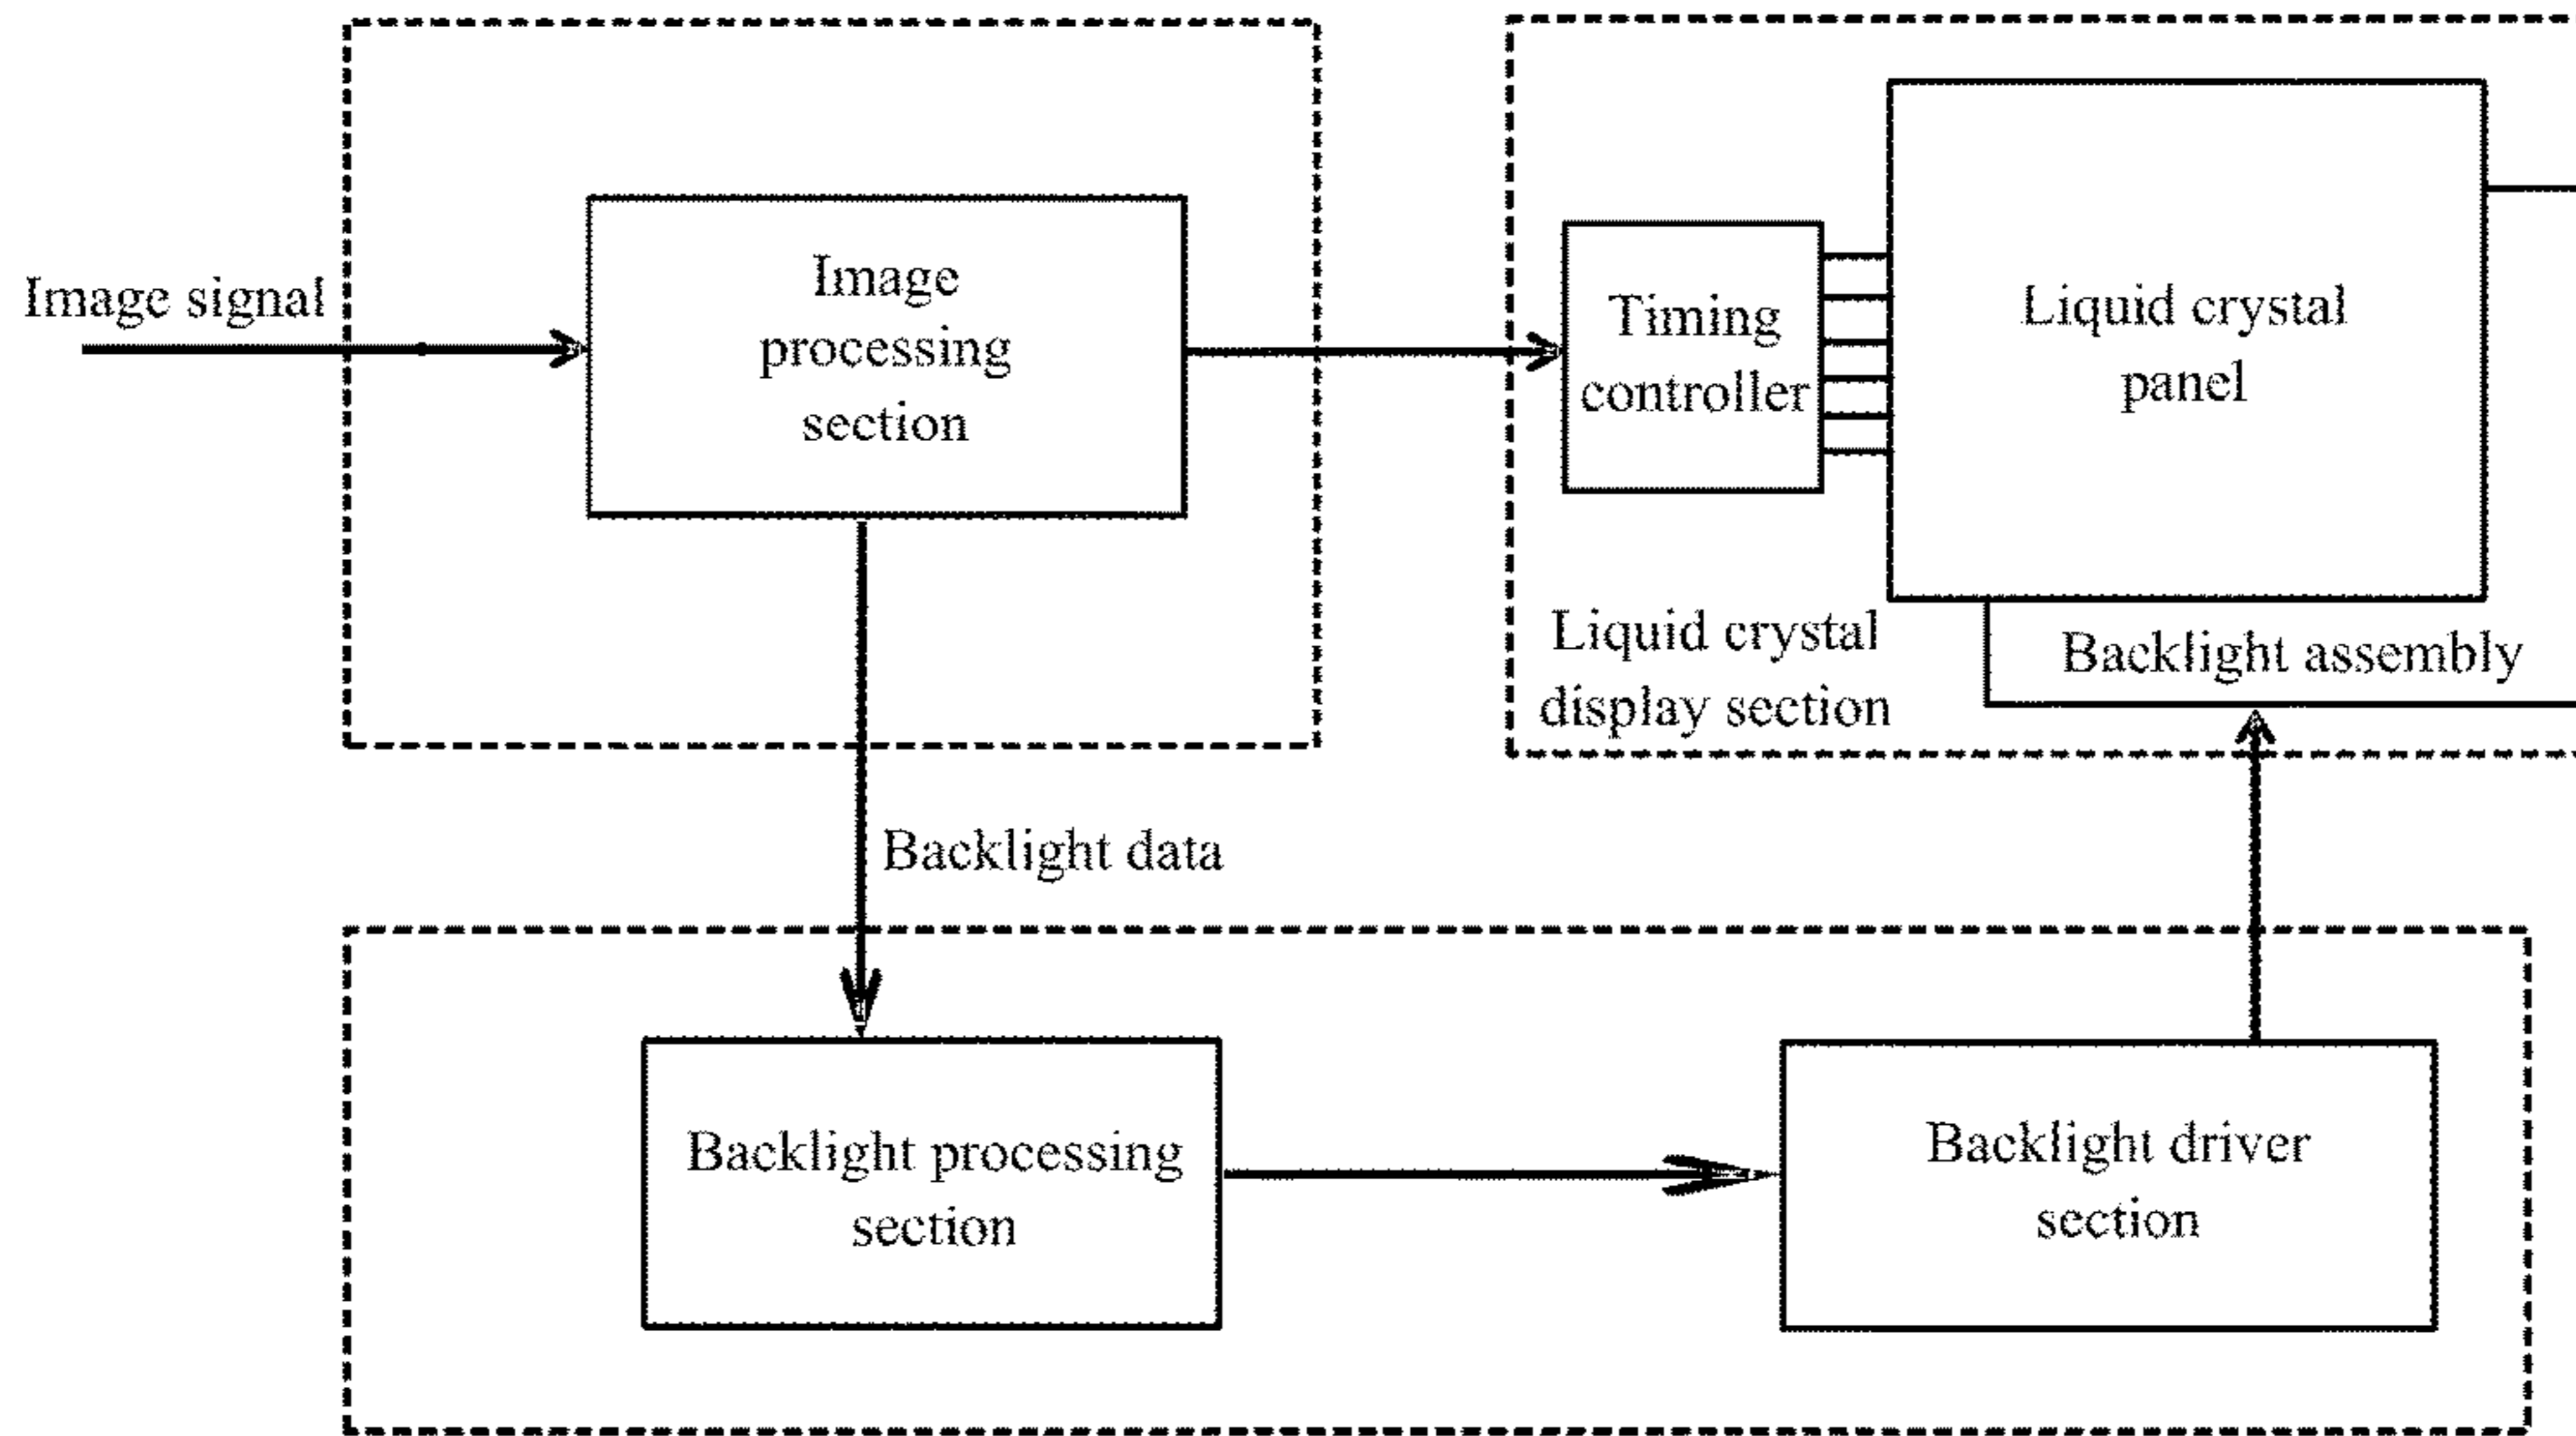 Image signal
Image
processing
section
Timing
controller
Liquid crystal
panel
Liquid crystal
display section
Backlight assembly
Backlight data
Backlight processing
section
Backlight driver
section